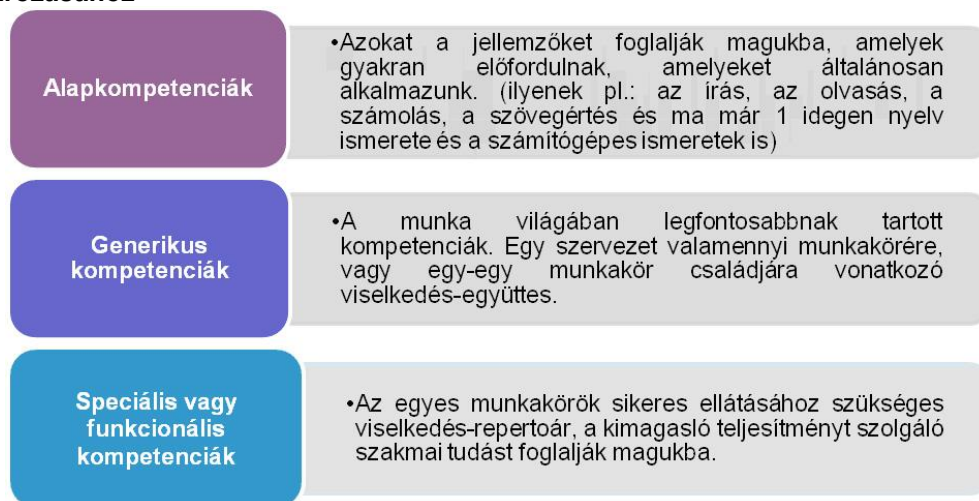 Alapkompetenciák
•Azokat a jellemzőket foglalják magukba, amelyek
gyakran előfordulnak, amelyeket általánosan
alkalmazunk. (ilyenek pl.: az írás, az olvasás, a
számolás, a szövegértés és ma már 1 idegen nyelv
ismerete és a számítógépes ismeretek is)
Generikus
kompetenciák
•A munka világában legfontosabbnak tartott
kompetenciák. Egy szervezet valamennyi munkakörére,
vagy egy-egy munkakör családjára vonatkozó
viselkedés-együttes.
Speciális vagy
funkcionális
kompetenciák
•Az egyes munkakörök sikeres ellátásához szükséges
viselkedés-repertoár, a kimagasló teljesítményt szolgáló
szakmai tudást foglalják magukba.